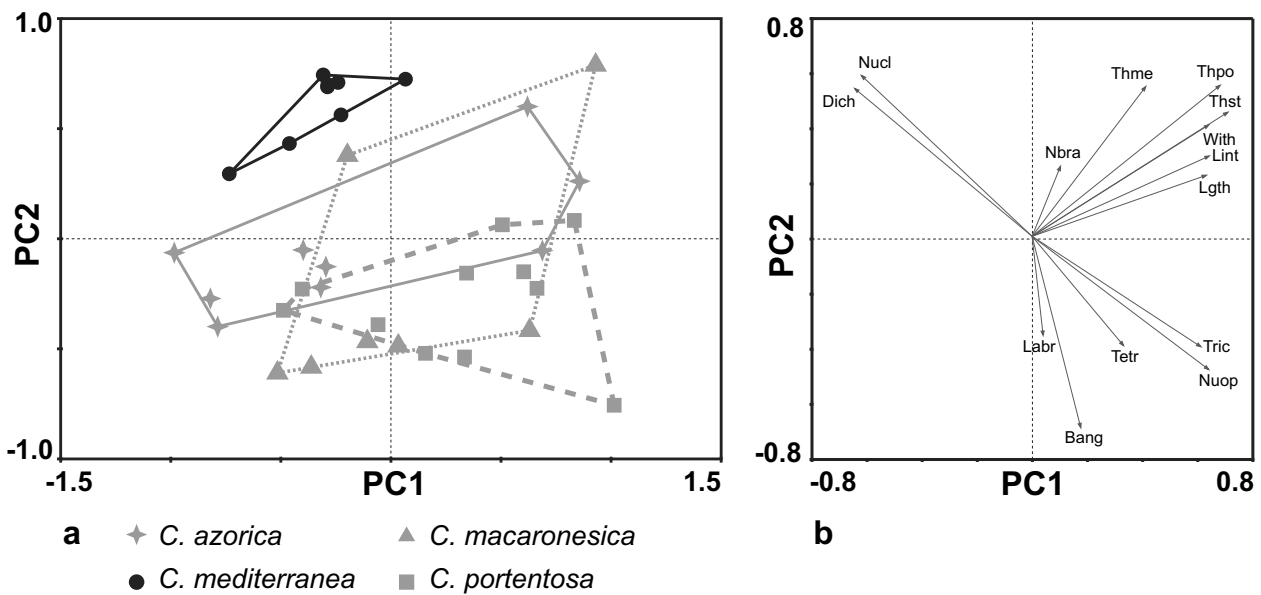 1.0
PC2
-1.0
-1.5
PC1
1.5
a
C. azorica
C. macaronesica
C. mediterranea
C. portentosa
0.8
PC2
-0.8
-0.8
PC1
0.8
Nucl
Dich
Thme
Thpo
Thst
With
Lint
Lgth
Nbra
Labr
Tetr
Tric
Nuop
Bang
b